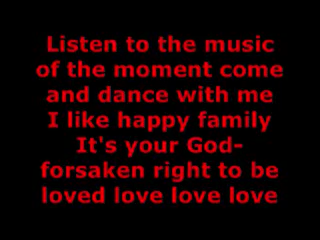 Listen to the music
of the moment come
and dance with me
I like happy family
It's your God-
forsaken right to be
loved love love love